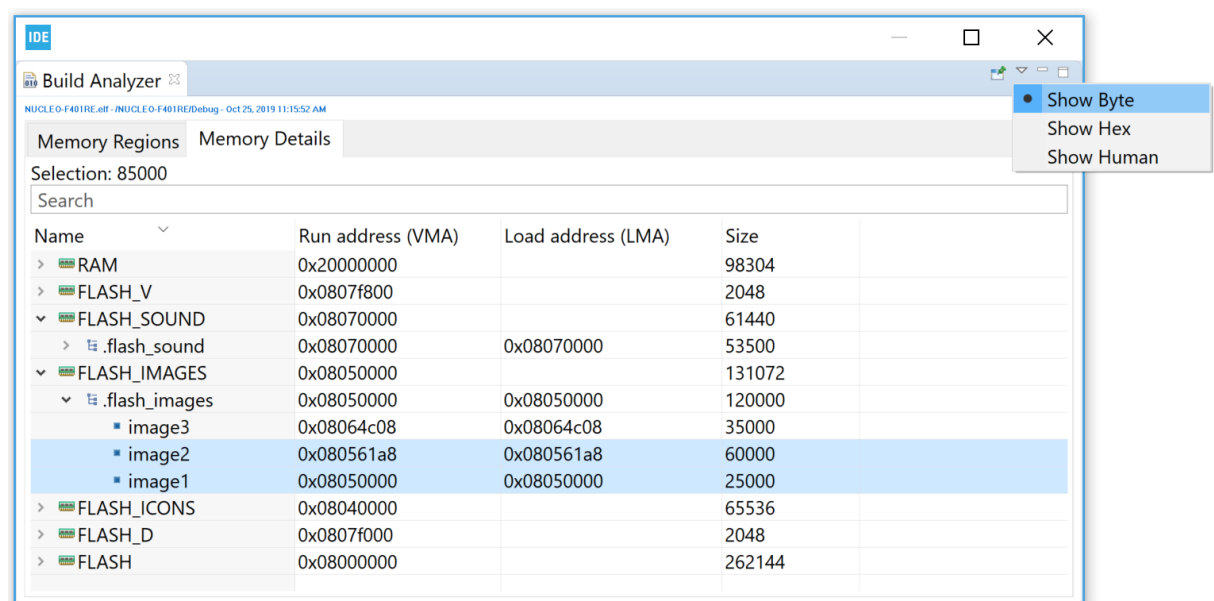 IDE
Build Analyzer
NUCLEO-F401RE.elf - /NUCLEO-F401RE/Debug - Oct 25, 2019 11:15:52 AM
Show Byte
Show Hex
Show Human
Memory Regions Memory Details
Selection: 85000
Search
Name Run address (VMA) Load address (LMA) Size
RAM 0x20000000 98304
FLASH_V 0x0807f800 2048
FLASH_SOUND 0x08070000 61440
.flash_sound 0x08070000 0x08070000 53500
FLASH_IMAGES 0x08050000 131072
.flash_images 0x08050000 0x08050000 120000
image3 0x08064c08 0x08064c08 35000
image2 0x080561a8 0x080561a8 60000
image1 0x08050000 0x08050000 25000
FLASH_ICONS 0x08040000 65536
FLASH_D 0x0807f000 2048
FLASH 0x08000000 262144